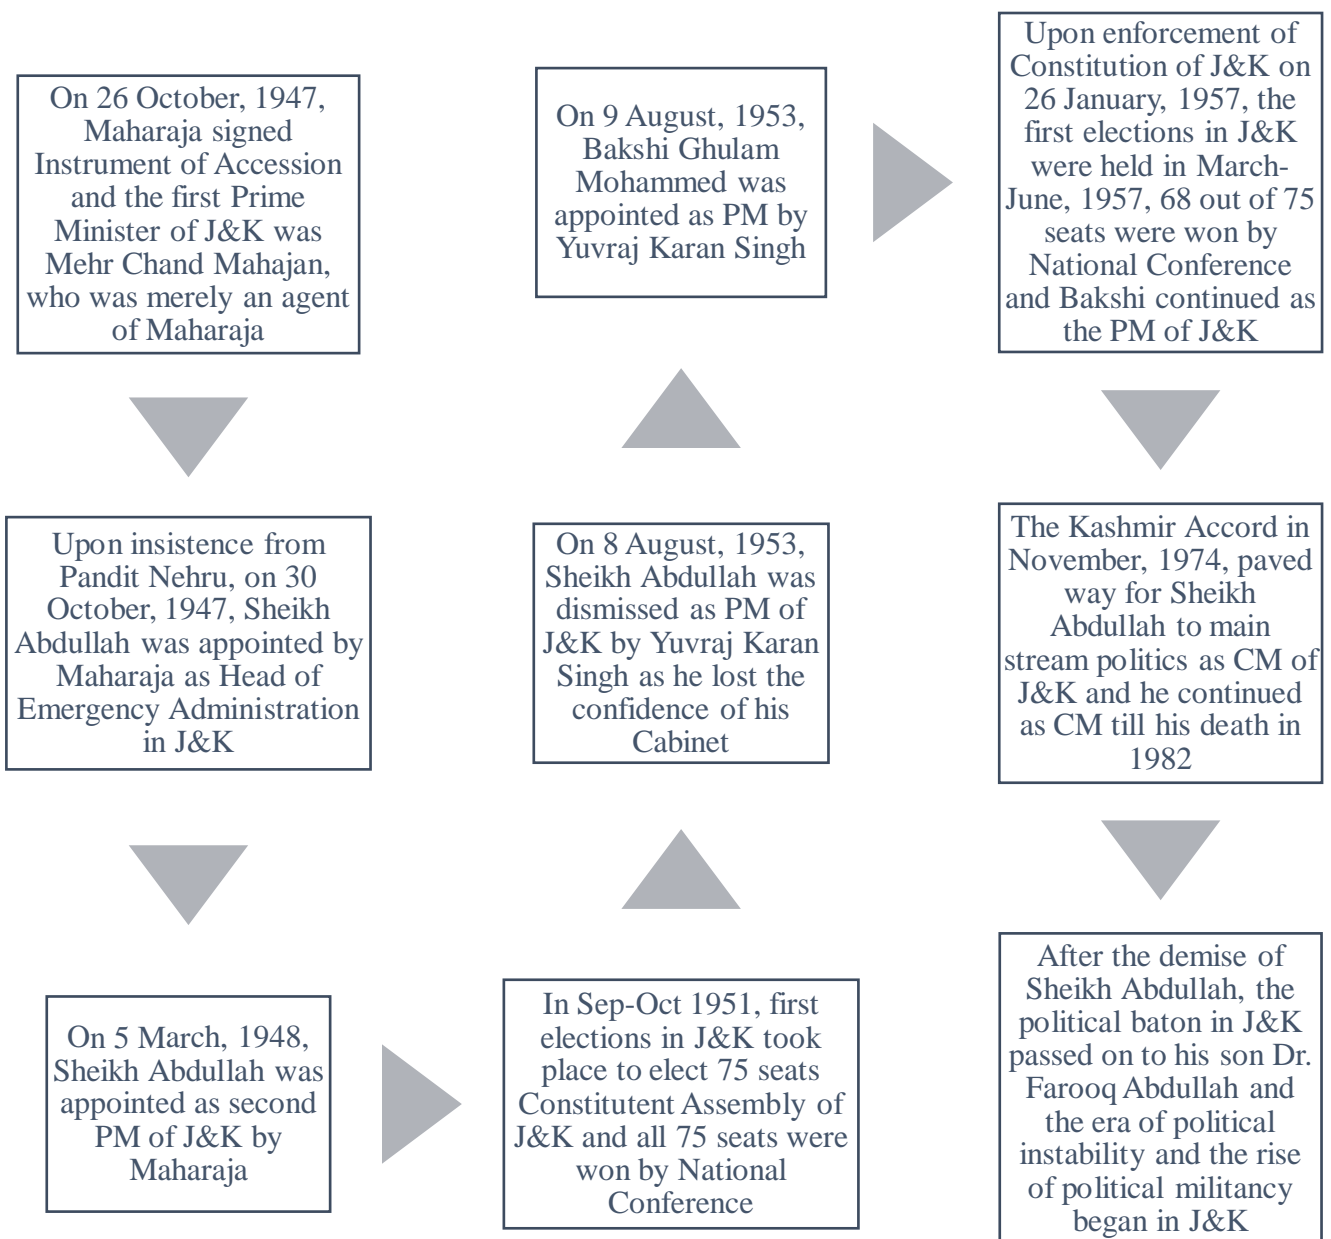 On 26 October, 1947,
Maharaja signed
Instrument of Accession
and the first Prime
Minister of J&K was
Mehr Chand Mahajan,
who was merely an agent
of Maharaja
Upon insistence from
Pandit Nehru, on 30
October, 1947, Sheikh
Abdullah was appointed by
Maharaja as Head of
Emergency Administration
in J&K
On 5 March, 1948,
Sheikh Abdullah was
appointed as second
PM of J&K by
Maharaja
In Sep-Oct 1951, first
elections in J&K took
place to elect 75 seats
Constitutent Assembly of
J&K and all 75 seats were
won by National
Conference
On 8 August, 1953,
Sheikh Abdullah was
dismissed as PM of
J&K by Yuvraj Karan
Singh as he lost the
confidence of his
Cabinet
On 9 August, 1953,
Bakshi Ghulam
Mohammed was
appointed as PM by
Yuvraj Karan Singh
Upon enforcement of
Constitution of J&K on
26 January, 1957, the
first elections in J&K
were held in March-
June, 1957, 68 out of 75
seats were won by
National Conference
and Bakshi continued as
the PM of J&K
The Kashmir Accord in
November, 1974, paved
way for Sheikh
Abdullah to main
stream politics as CM of
J&K and he continued
as CM till his death in
1982
After the demise of
Sheikh Abdullah, the
political baton in J&K
passed on to his son Dr.
Farooq Abdullah and
the era of political
instability and the rise
of political militancy
began in J&K